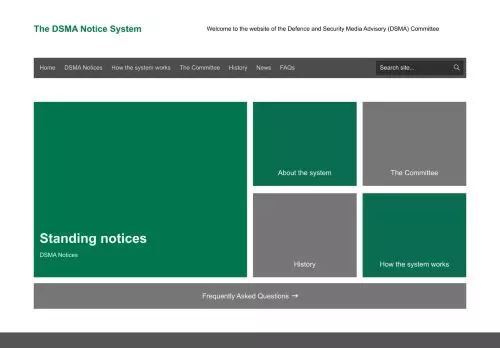 The DSMA Notice System
Welcome to the website of the Defence and Security Media Advisory (DSMA) Committee
Home DSMA Notices How the system works The Committee History News FAQs Search site...
About the system
The Committee
Standing notices
DSMA Notices
History
How the system works
Frequently Asked Questions →